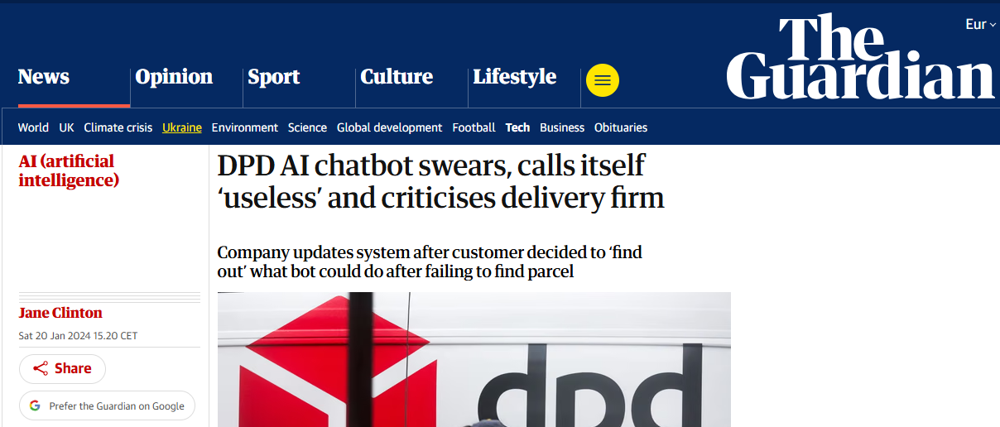 The
Guardian
Eur
News
Opinion
Sport
Culture
Lifestyle
World
UK
Climate crisis
Ukraine
Environment
Science
Global development
Football
Tech
Business
Obituaries
AI (artificial
intelligence)
DPD AI chatbot swears, calls itself
‘useless’ and criticises delivery firm
Company updates system after customer decided to ‘find
out’ what bot could do after failing to find parcel
Jane Clinton
Sat 20 Jan 2024 15.20 CET
Share
Prefer the Guardian on Google
dpd